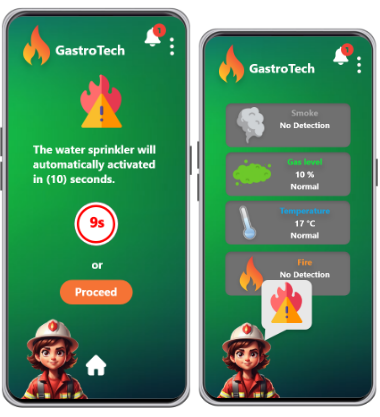 GastroTech
1
The water sprinkler will
automatically activated
in (10) seconds.
9s
or
Proceed
GastroTech
1
Smoke
No Detection
Gas level
10 %
Normal
Temperature
17 °C
Normal
Fire
No Detection